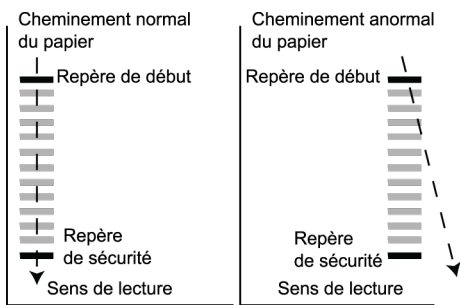 Cheminement normal
du papier
Repère de début
Repère
de sécurité
Sens de lecture
Cheminement anormal
du papier
Repère de début
Repère
de sécurité
Sens de lecture